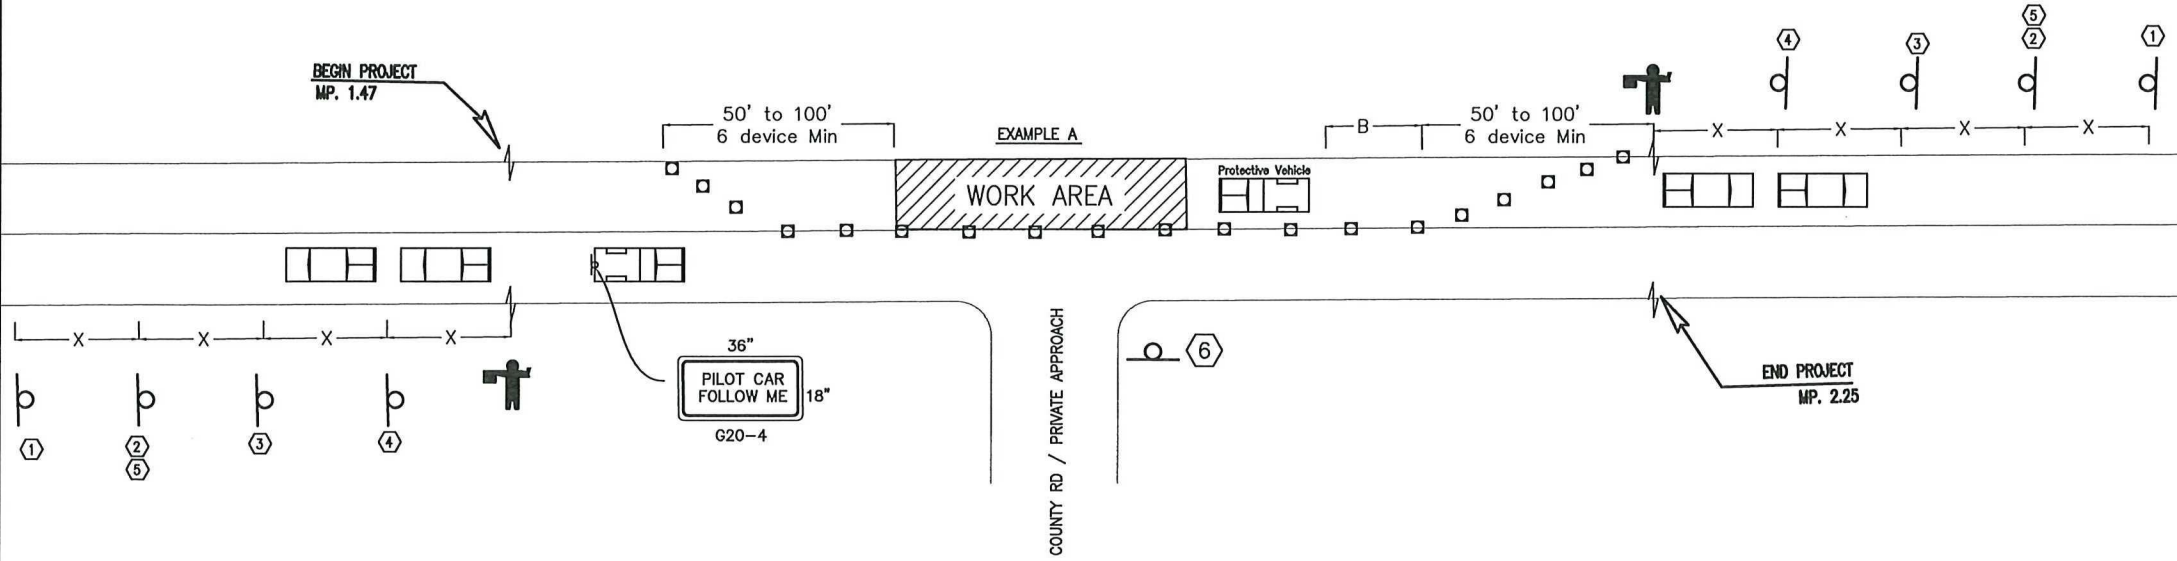 5
4
3
2
1
BEGIN PROJECT
MP. 1.47
50' to 100'
6 device Min
EXAMPLE A
B
50' to 100'
6 device Min
X
X
X
X
WORK AREA
Protective Vehicle
X
X
X
X
36"
PILOT CAR
FOLLOW ME
18"
G20-4
COUNTY RD / PRIVATE APPROACH
6
END PROJECT
MP. 2.25
1
2
3
4
5